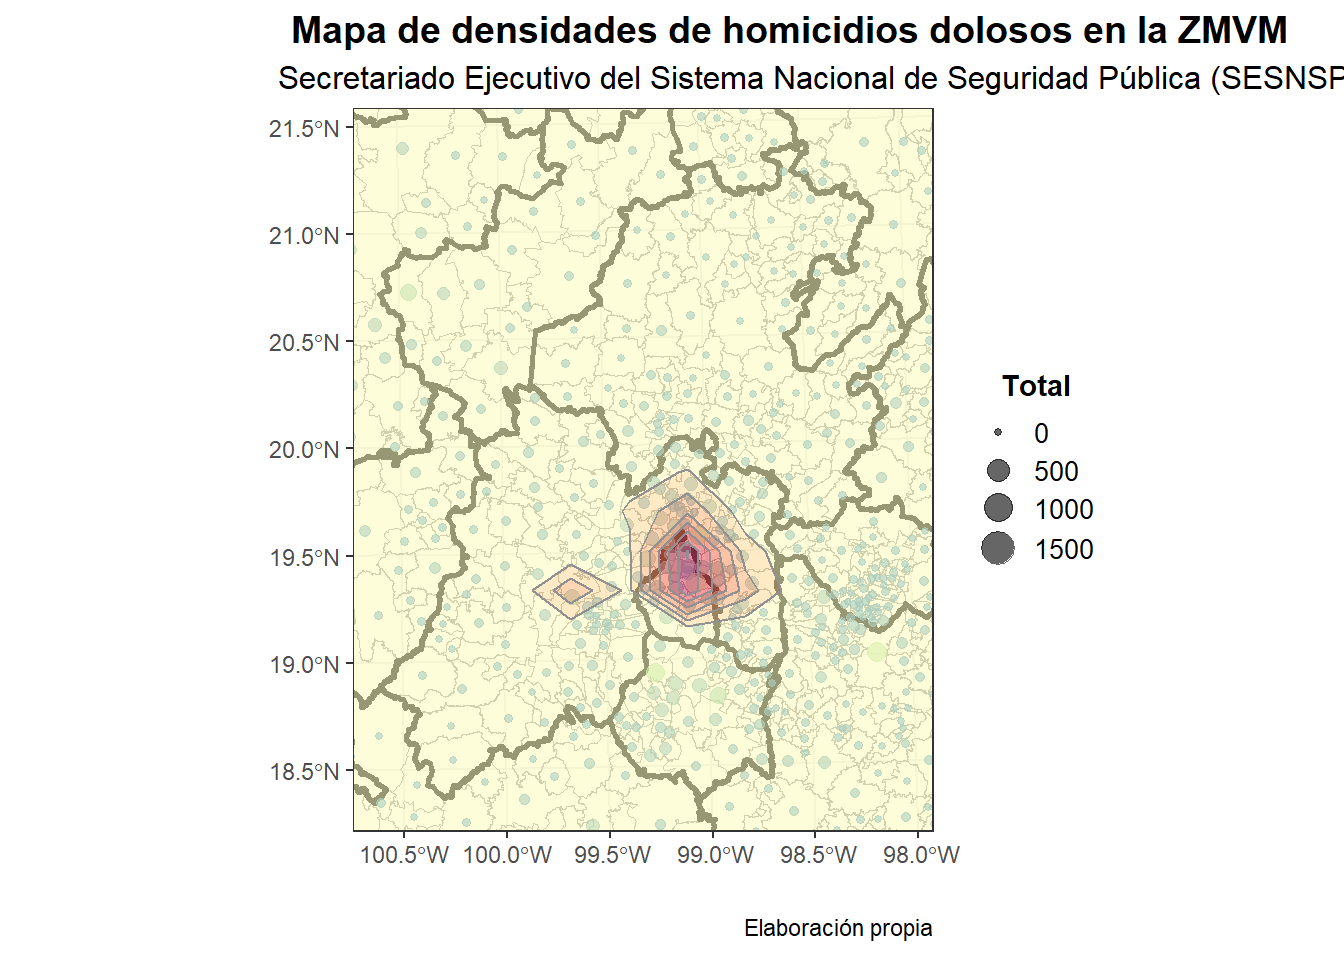 Mapa de densidades de homicidios dolosos en la ZMVM
Secretariado Ejecutivo del Sistema Nacional de Seguridad Pública (SESNSP
21.5°N
21.0°N
20.5°N
20.0°N
19.5°N
19.0°N
18.5°N
100.5°W 100.0°W 99.5°W 99.0°W 98.5°W 98.0°W
Total
0
500
1000
1500
Elaboración propia